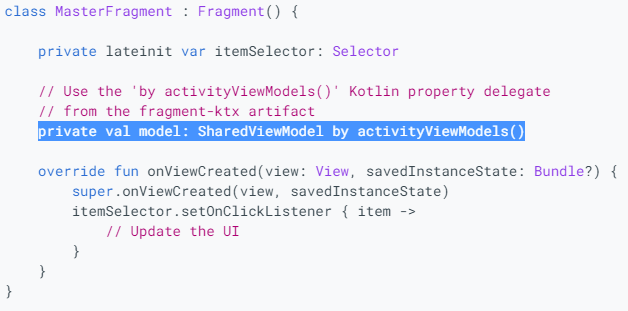 class MasterFragment : Fragment() {
private lateinit var itemSelector: Selector
// Use the 'by activityViewModels()' Kotlin property delegate
// from the fragment-ktx artifact
private val model: SharedViewModel by activityViewModels()
override fun onViewCreated(view: View, savedInstanceState: Bundle?) {
super.onViewCreated(view, savedInstanceState)
itemSelector.setOnClickListener { item ->
// Update the UI
}
}
}